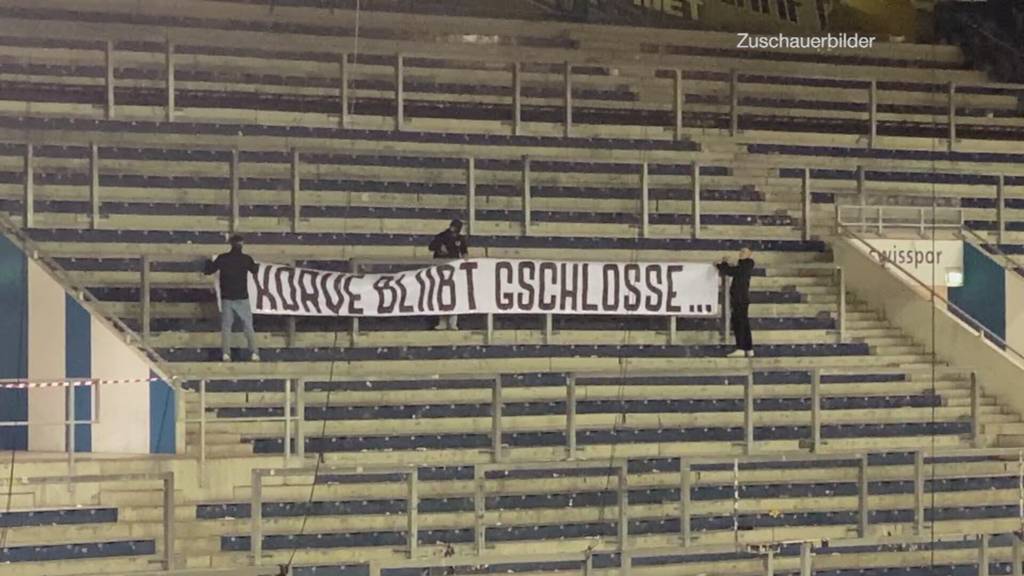 Zuschauerbilder
swisspor
KORVE BLIIBT GSCHLOSSE...